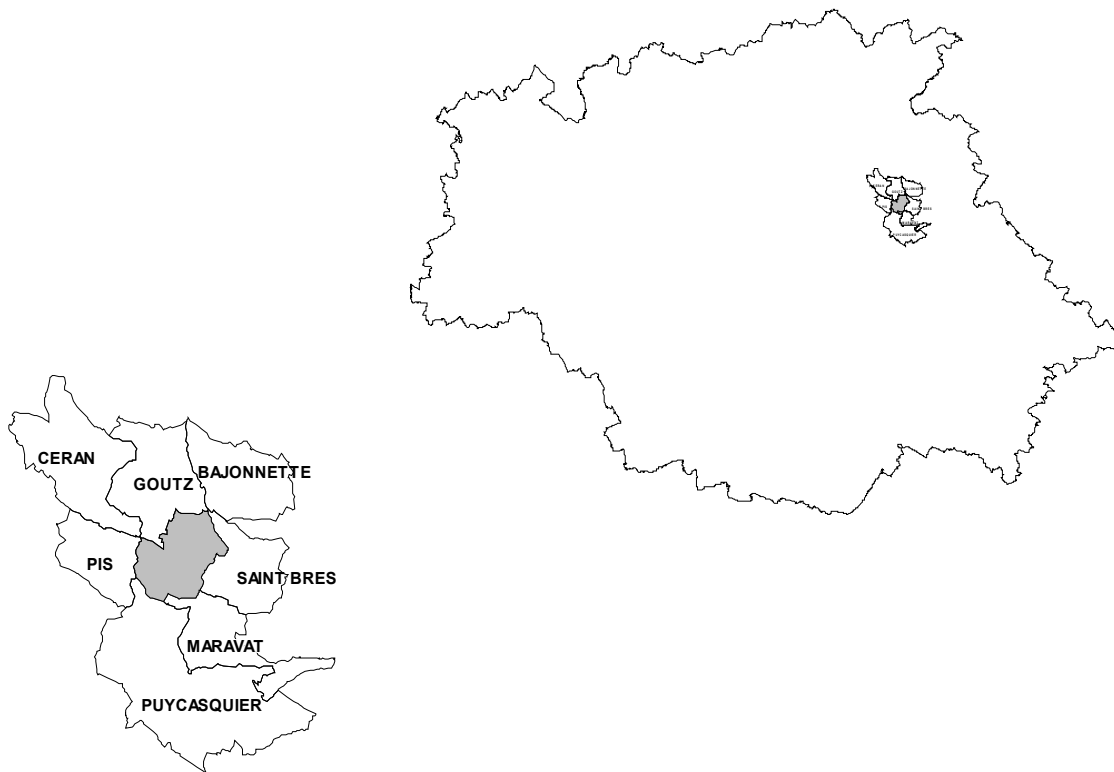 CERAN
GOUTZ
BAJONNETTE
PIS
SAINT-BRES
MARAVAT
PUYCASQUIER